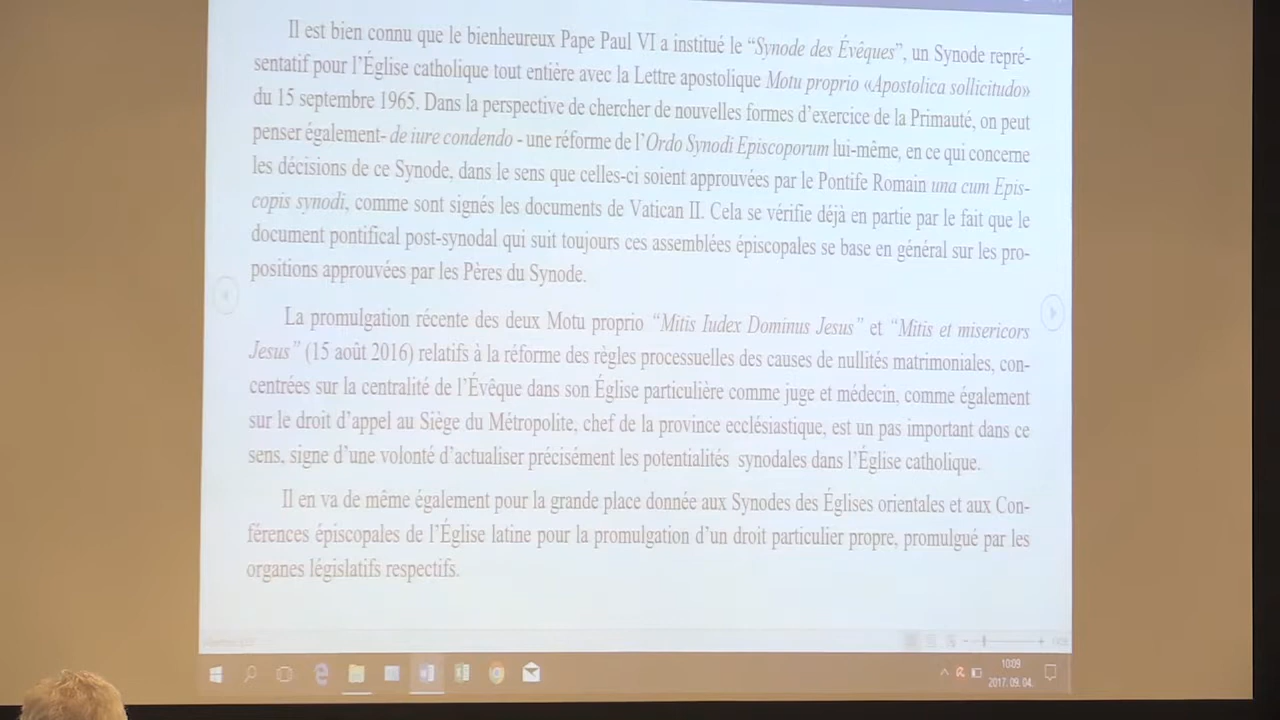 Il est bien connu que le bienheureux Pape Paul VI a institué le “Synode des Évêques”, un Synode repré-
sentatif pour l’Église catholique tout entière avec la Lettre apostolique Motu proprio «Apostolica sollicitudo»
du 15 septembre 1965. Dans la perspective de chercher de nouvelles formes d’exercice de la Primauté, on peut
penser également- de iure condendo - une réforme de l’Ordo Synodi Episcoporum lui-même, en ce qui concerne
les décisions de ce Synode, dans le sens que celles-ci soient approuvées par le Pontife Romain una cum Epis-
copis synodi, comme sont signés les documents de Vatican II. Cela se vérifie déjà en partie par le fait que le
document pontifical post-synodal qui suit toujours ces assemblées épiscopales se base en général sur les pro-
positions approuvées par les Pères du Synode.
La promulgation récente des deux Motu proprio “Mitis Iudex Dominus Jesus” et “Mitis et misericors
Jesus” (15 août 2016) relatifs à la réforme des règles processuelles des causes de nullités matrimoniales, con-
centrées sur la centralité de l’Évêque dans son Église particulière comme juge et médecin, comme également
sur le droit d’appel au Siège du Métropolite, chef de la province ecclésiastique, est un pas important dans ce
sens, signe d’une volonté d’actualiser précisément les potentialités synodales dans l’Église catholique.
Il en va de même également pour la grande place donnée aux Synodes des Églises orientales et aux Con-
férences épiscopales de l’Église latine pour la promulgation d’un droit particulier propre, promulgué par les
organes législatifs respectifs.
10:09
2017. 09. 04.